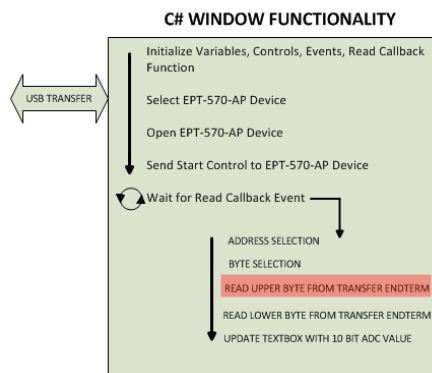 C# WINDOW FUNCTIONALITY
Initialize Variables, Controls, Events, Read Callback
Function
USB TRANSFER
Select EPT-570-AP Device
Open EPT-570-AP Device
Send Start Control to EPT-570-AP Device
Wait for Read Callback Event
ADDRESS SELECTION
BYTE SELECTION
READ UPPER BYTE FROM TRANSFER ENDTERM
READ LOWER BYTE FROM TRANSFER ENDTERM
UPDATE TEXTBOX WITH 10 BIT ADC VALUE